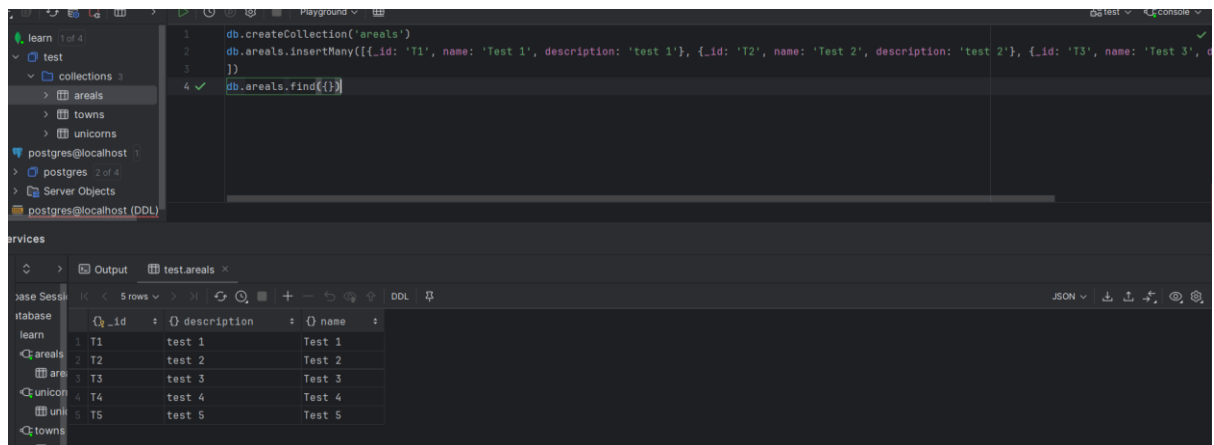 Playground
test
console
learn 1 of 4
test
collections 3
areals
towns
unicorns
postgres@localhost 1
postgres 2 of 4
Server Objects
postgres@localhost (DDL)
1 db.createCollection('areals')
2 db.areals.insertMany([{_id: 'T1', name: 'Test 1', description: 'test 1'}, {_id: 'T2', name: 'Test 2', description: 'test 2'}, {_id: 'T3', name: 'Test 3',
3 ])
4 db.areals.find({})
ervices
Output test.areals
base Sessi
5 rows
DDL
JSON
atabase
learn
areals
are
unicorn
unic
towns
_id description name
1 T1 test 1 Test 1
2 T2 test 2 Test 2
3 T3 test 3 Test 3
4 T4 test 4 Test 4
5 T5 test 5 Test 5